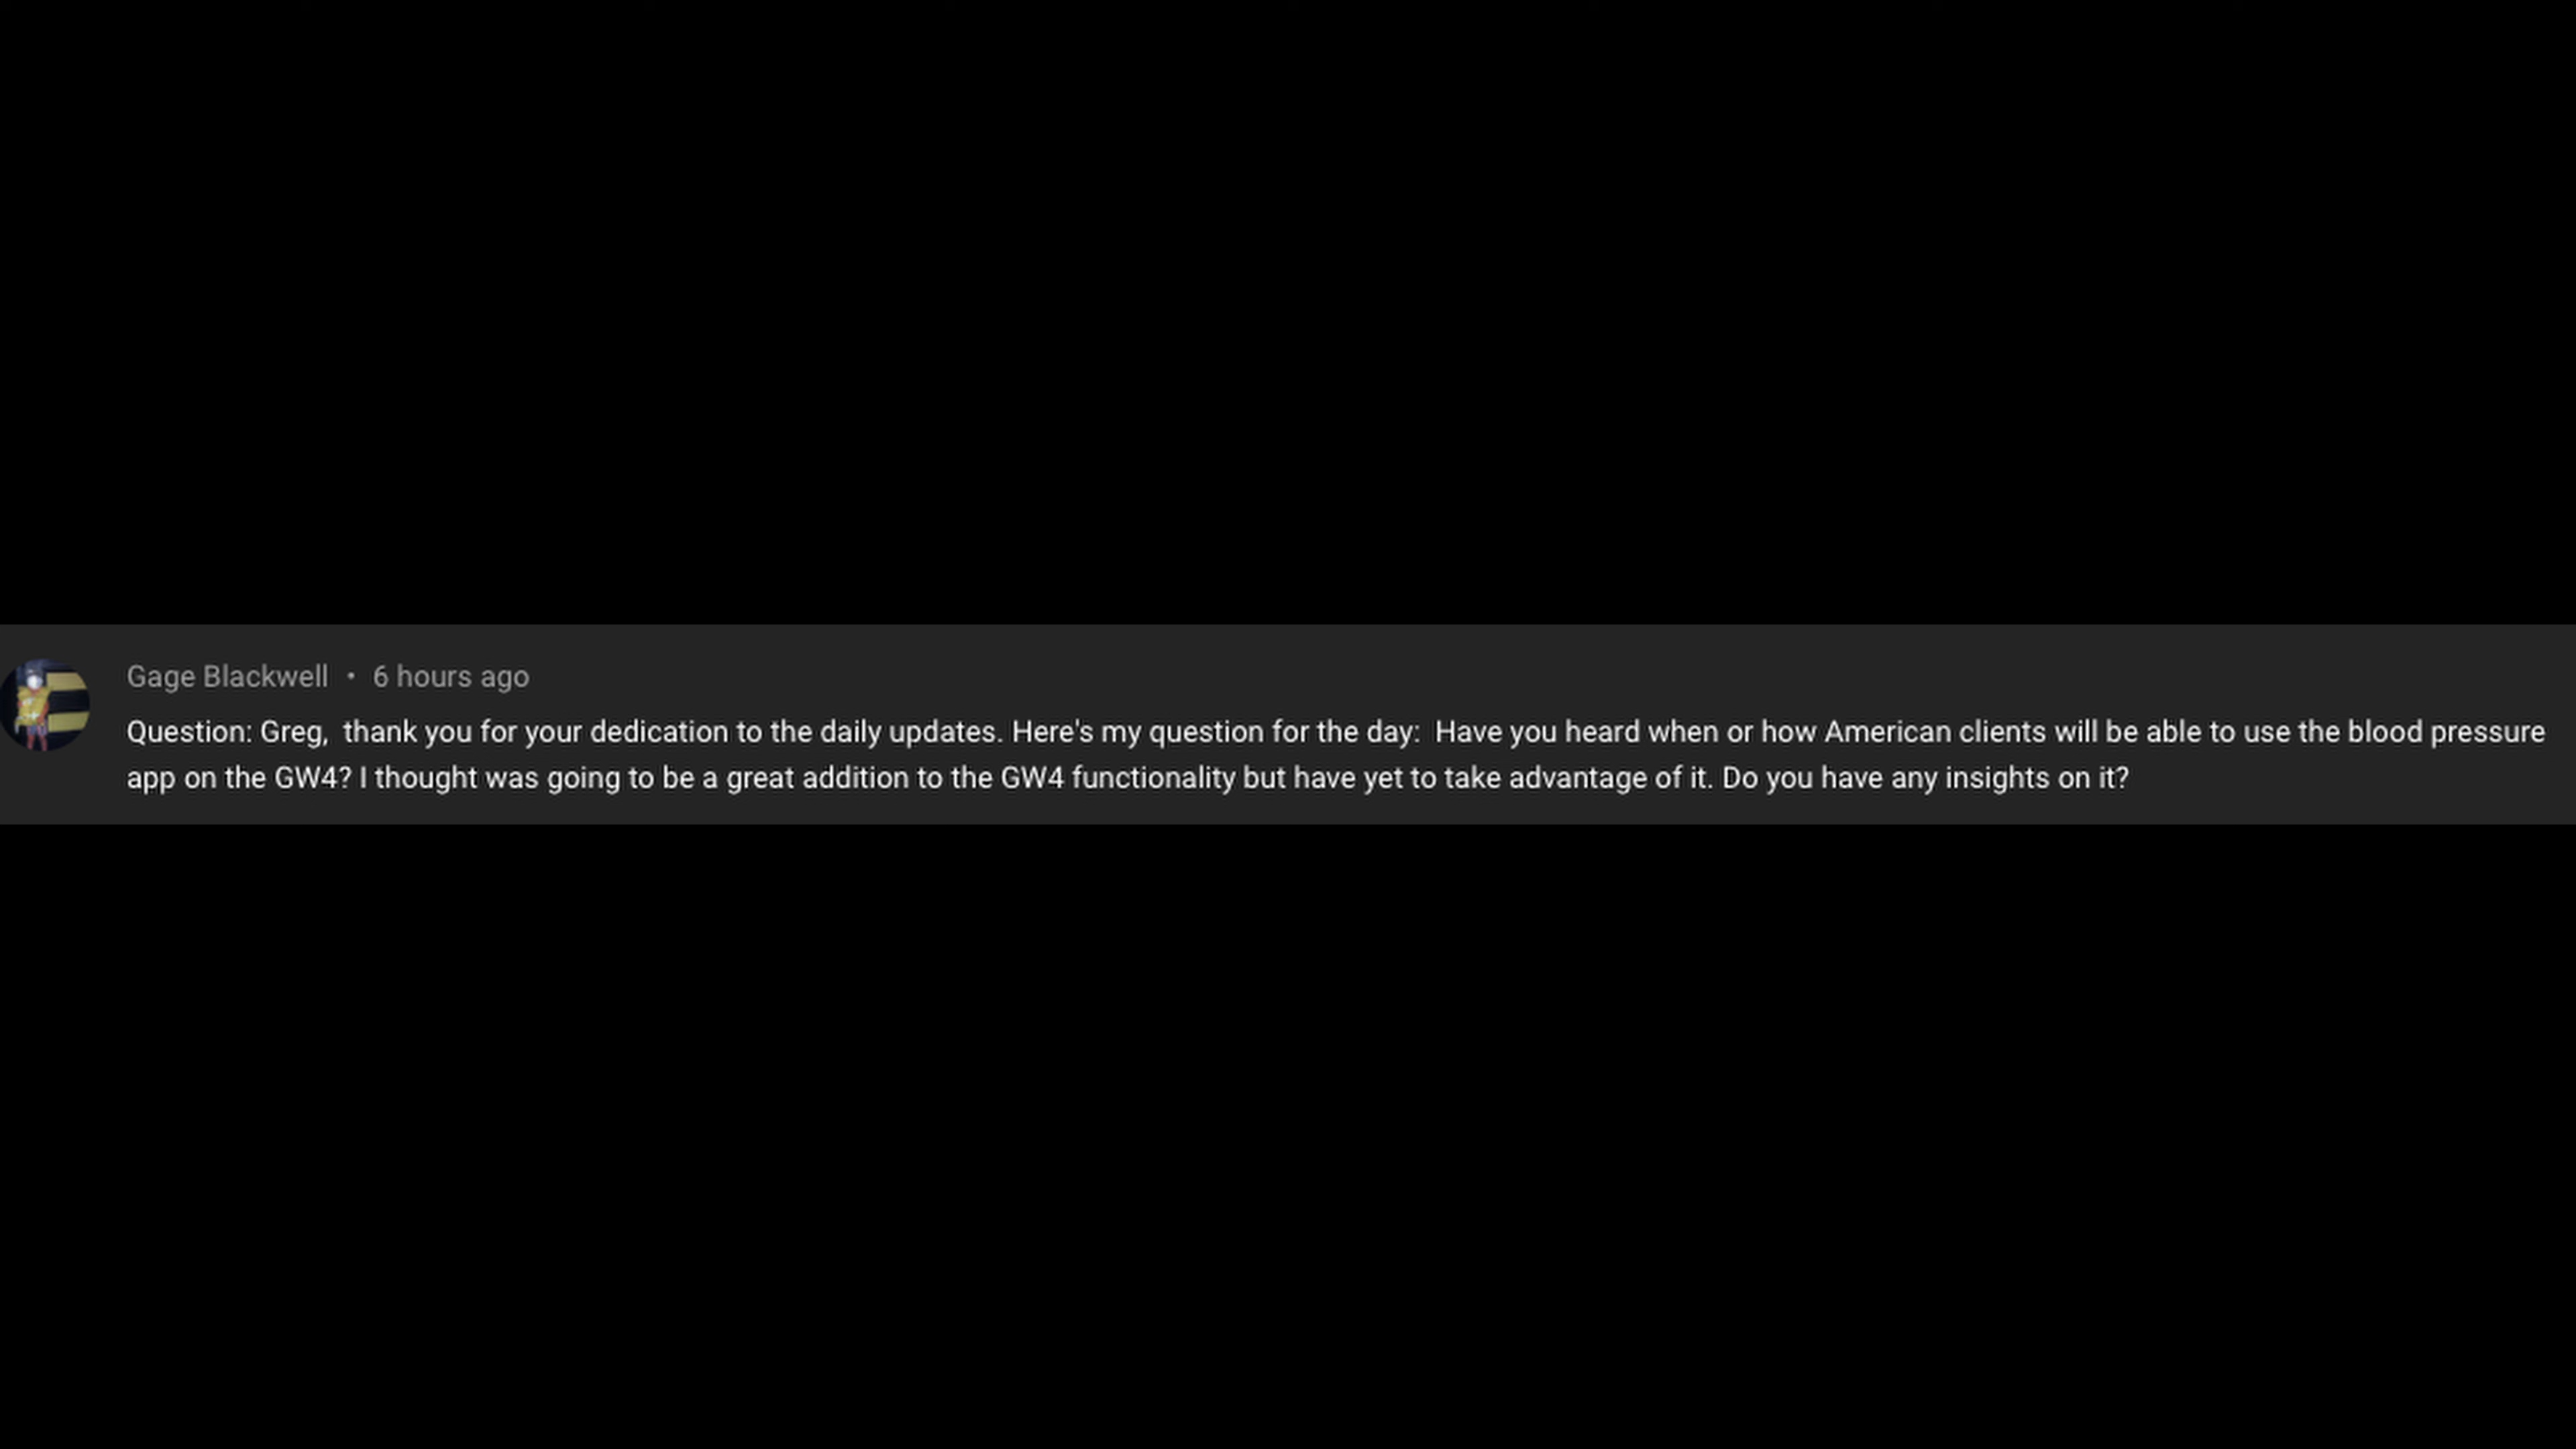 Gage Blackwell • 6 hours ago
Question: Greg,  thank you for your dedication to the daily updates. Here's my question for the day:  Have you heard when or how American clients will be able to use the blood pressure
app on the GW4? I thought was going to be a great addition to the GW4 functionality but have yet to take advantage of it. Do you have any insights on it?